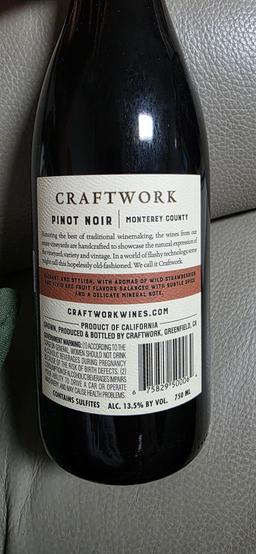 CRAFTWORK
PINOT NOIR | MONTEREY COUNTY
Honoring the best of traditional winemaking, the wines from our
estate vineyards are handcrafted to showcase the natural expression of
the vineyard, variety and vintage. In a world of flashy technology, some
might call this hopelessly old-fashioned. We call it Craftwork.
ELEGANT AND STYLISH, WITH AROMAS OF WILD STRAWBERRIES
AND VIVID RED FRUIT FLAVORS BALANCED WITH SUBTLE SPICE
AND A DELICATE MINERAL NOTE.
CRAFTWORKWINES.COM
PRODUCT OF CALIFORNIA
GROWN, PRODUCED & BOTTLED BY CRAFTWORK, GREENFIELD, CA
GOVERNMENT WARNING: (1) ACCORDING TO THE
SURGEON GENERAL, WOMEN SHOULD NOT DRINK
ALCOHOLIC BEVERAGES DURING PREGNANCY
BECAUSE OF THE RISK OF BIRTH DEFECTS. (2)
CONSUMPTION OF ALCOHOLIC BEVERAGES IMPAIRS
YOUR ABILITY TO DRIVE A CAR OR OPERATE
MACHINERY, AND MAY CAUSE HEALTH PROBLEMS.
CONTAINS SULFITES ALC. 13.5% BY VOL. 750 ML
6 75829 50006